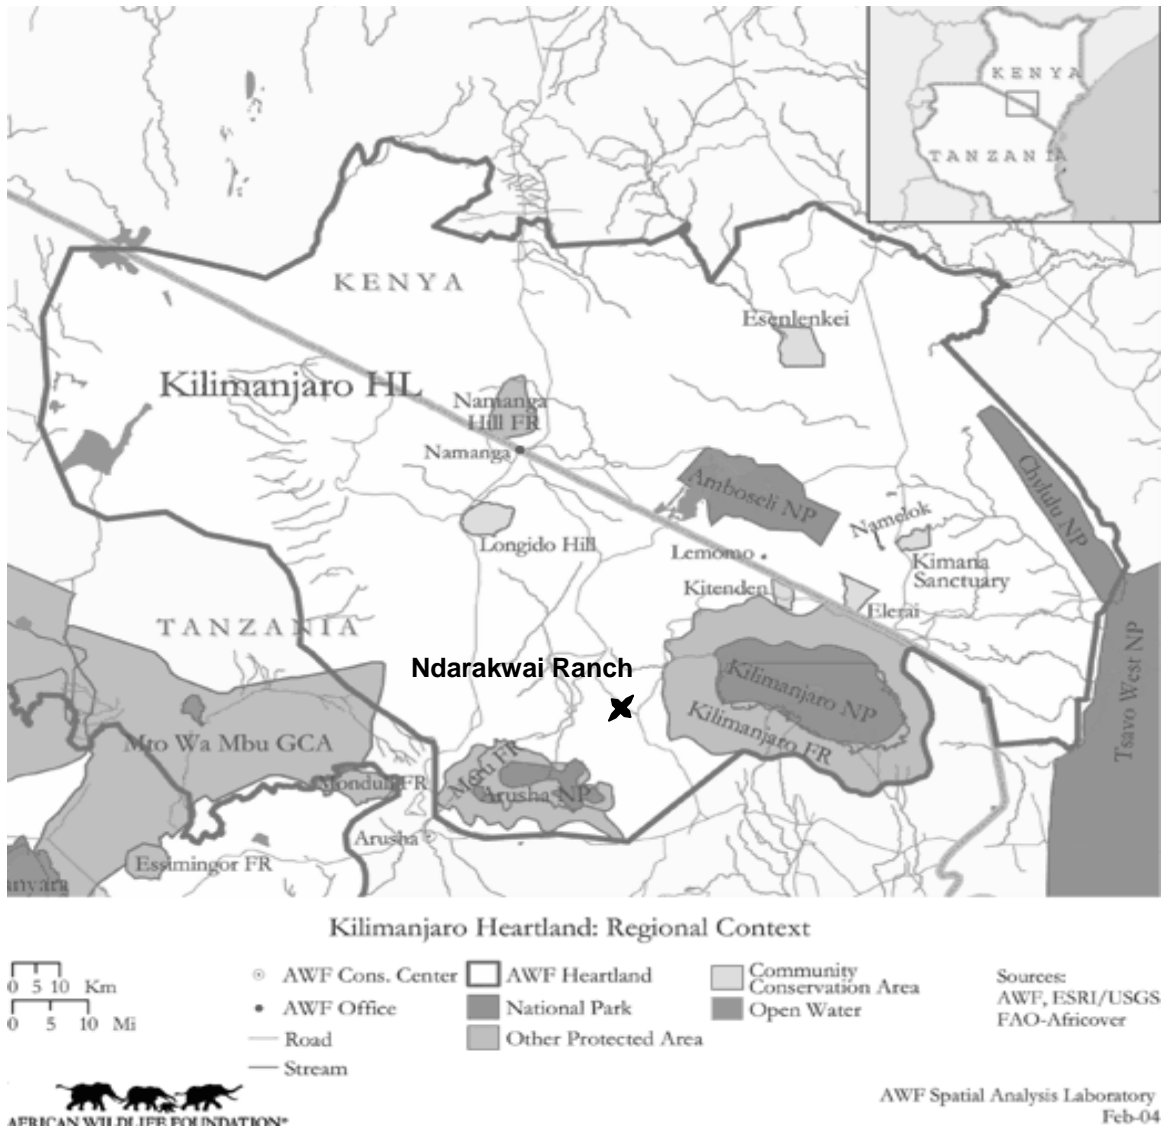 KENYA
TANZANIA
KENYA
Esenlenkei
Kilimanjaro HL
Namanga
Hill FR
Namanga
Amboseli NP
Chylulu NP
Longido Hill
Namelok
Lemomo
Kimana
Sanctuary
Kitenden
Elerai
TANZANIA
Ndarakwai Ranch
Kilimanjaro NP
Tsavo West NP
Kilimanjaro FR
Mto Wa Mbu GCA
Meru FR
Monduli FR
Arusha NP
Arusha
Essimingor FR
anyara
Kilimanjaro Heartland: Regional Context
0 5 10 Km
0 5 10 Mi
AWF Cons. Center
AWF Office
Road
Stream
AWF Heartland
National Park
Other Protected Area
Community
Conservation Area
Open Water
Sources:
AWF, ESRI/USGS
FAO-Africover
AFRICAN WILDLIFE FOUNDATION®
AWF Spatial Analysis Laboratory
Feb-04